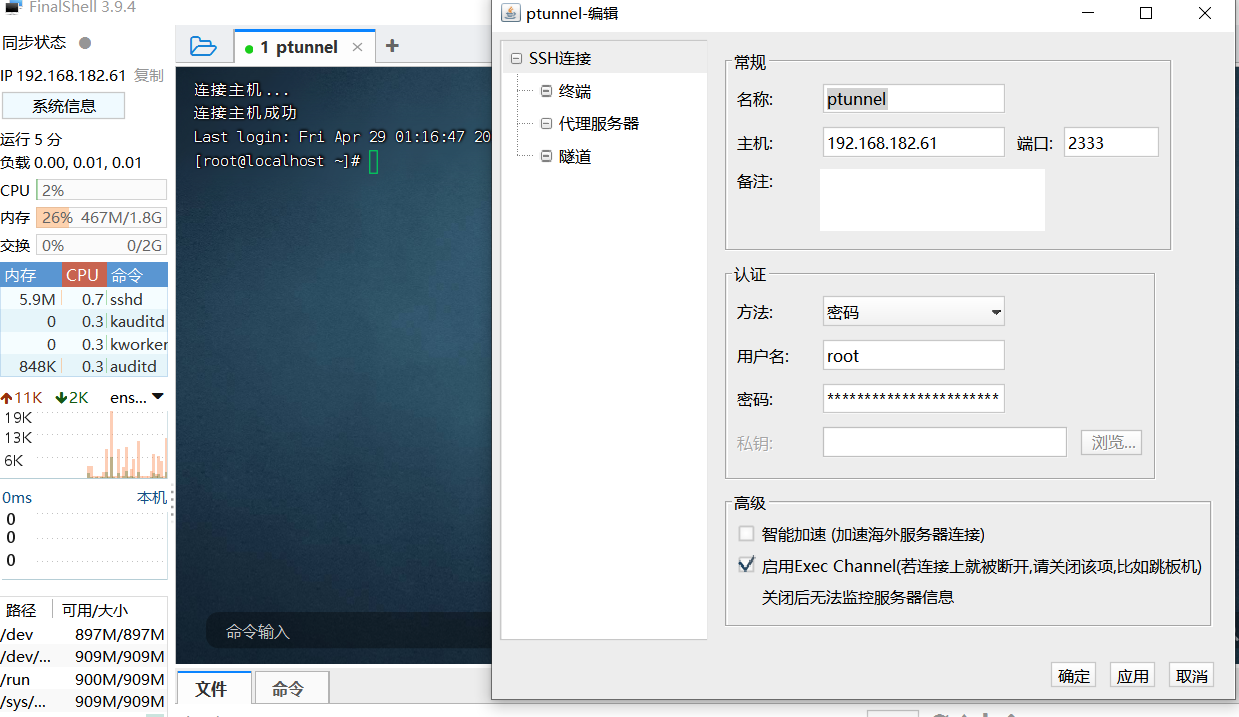 FinalShell 3.9.4
同步状态
IP 192.168.182.61 复制
系统信息
运行 5 分
负载 0.00, 0.01, 0.01
CPU 2%
内存 26% 467M/1.8G
交换 0% 0/2G
内存 CPU 命令
5.9M 0.7 sshd
0 0.3 kauditd
0 0.3 kworker
848K 0.3 auditd
11K 2K ens...
19K
13K
6K
0ms 本机
0
0
0
路径 可用/大小
/dev 897M/897M
/dev/... 909M/909M
/run 900M/909M
/sys/... 909M/909M
1 ptunnel
连接主机...
连接主机成功
Last login: Fri Apr 29 01:16:47 20
[root@localhost ~]#
命令输入
文件 命令
ptunnel-编辑
SSH连接
终端
代理服务器
隧道
常规
名称: ptunnel
主机: 192.168.182.61 端口: 2333
备注:
认证
方法: 密码
用户名: root
密码: ***********************
私钥: 浏览...
高级
智能加速 (加速海外服务器连接)
启用Exec Channel(若连接上就被断开,请关闭该项,比如跳板机)
关闭后无法监控服务器信息
确定 应用 取消